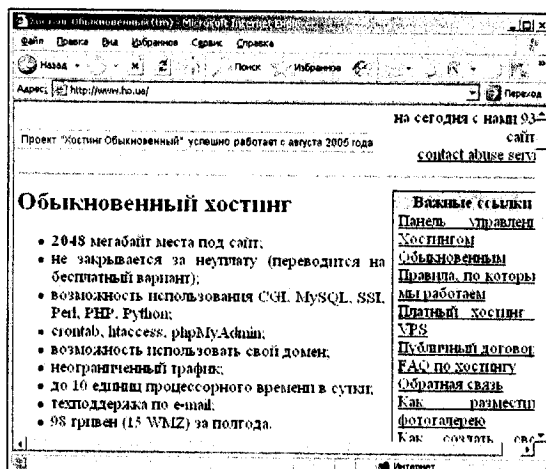 Хостинг Обыкновенный (tm) - Microsoft Internet Explorer
Файл Правка Вид Избранное Сервис Справка
Назад Поиск Избранное
Адрес: http://www.ho.ua/ Переход
на сегодня с нами 93
сайт
contact abuse servi
Проект "Хостинг Обыкновенный" успешно работает с августа 2005 года
Обыкновенный хостинг
• 2048 мегабайт места под сайт;
• не закрывается за неуплату (переводится на
бесплатный вариант);
• возможность использования CGI, MySQL, SSI,
Perl, PHP, Python;
• crontab, htaccess, phpMyAdmin;
• возможность использовать свой домен;
• неограниченный трафик;
• до 10 единиц процессорного времени в сутки;
• техподдержка по e-mail;
• 98 гривен (15 WMZ) за полгода.
Важные ссылки
Панель управлени
Хостингом
Обыкновенным
Правила, по которы
мы работаем
Платный хостинг
VPS
Публичный договор
FAQ по хостингу
Обратная связь
Как разместит
фотогалерею
Как создать сво
Интернет